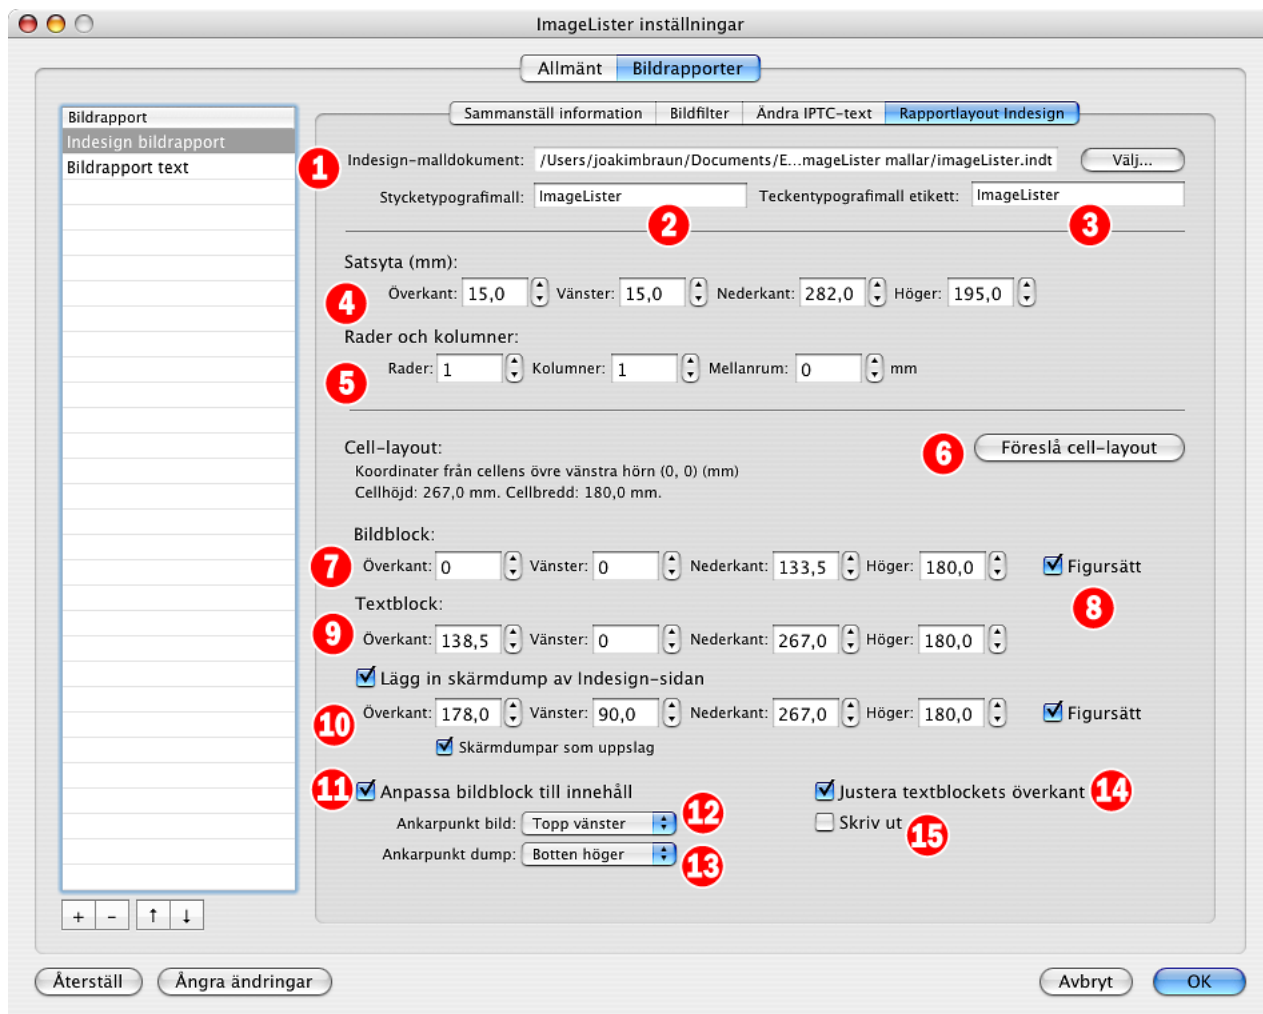 ImageLister inställningar
Allmänt Bildrapporter
Sammanställ information Bildfilter Ändra IPTC-text Rapportlayout Indesign
Bildrapport
Indesign bildrapport
Bildrapport text
1 Indesign-malldokument: /Users/joakimbraun/Documents/E...mageLister mallar/imageLister.indt Välj...
Stycketypografimall: ImageLister Teckentypografimall etikett: ImageLister
2 3
Satsyta (mm):
4 Överkant: 15,0 Vänster: 15,0 Nederkant: 282,0 Höger: 195,0
Rader och kolumner:
5 Rader: 1 Kolumner: 1 Mellanrum: 0 mm
Cell-layout: 6 Föreslå cell-layout
Koordinater från cellens övre vänstra hörn (0, 0) (mm)
Cellhöjd: 267,0 mm. Cellbredd: 180,0 mm.
Bildblock:
7 Överkant: 0 Vänster: 0 Nederkant: 133,5 Höger: 180,0 Figursätt
8
Textblock:
9 Överkant: 138,5 Vänster: 0 Nederkant: 267,0 Höger: 180,0
Lägg in skärmdump av Indesign-sidan
10 Överkant: 178,0 Vänster: 90,0 Nederkant: 267,0 Höger: 180,0 Figursätt
Skärmdumpar som uppslag
11 Anpassa bildblock till innehåll Justera textblockets överkant 14
Ankarpunkt bild: Topp vänster 12 Skriv ut 15
Ankarpunkt dump: Botten höger 13
+ - ↑ ↓
Återställ Ångra ändringar Avbryt OK